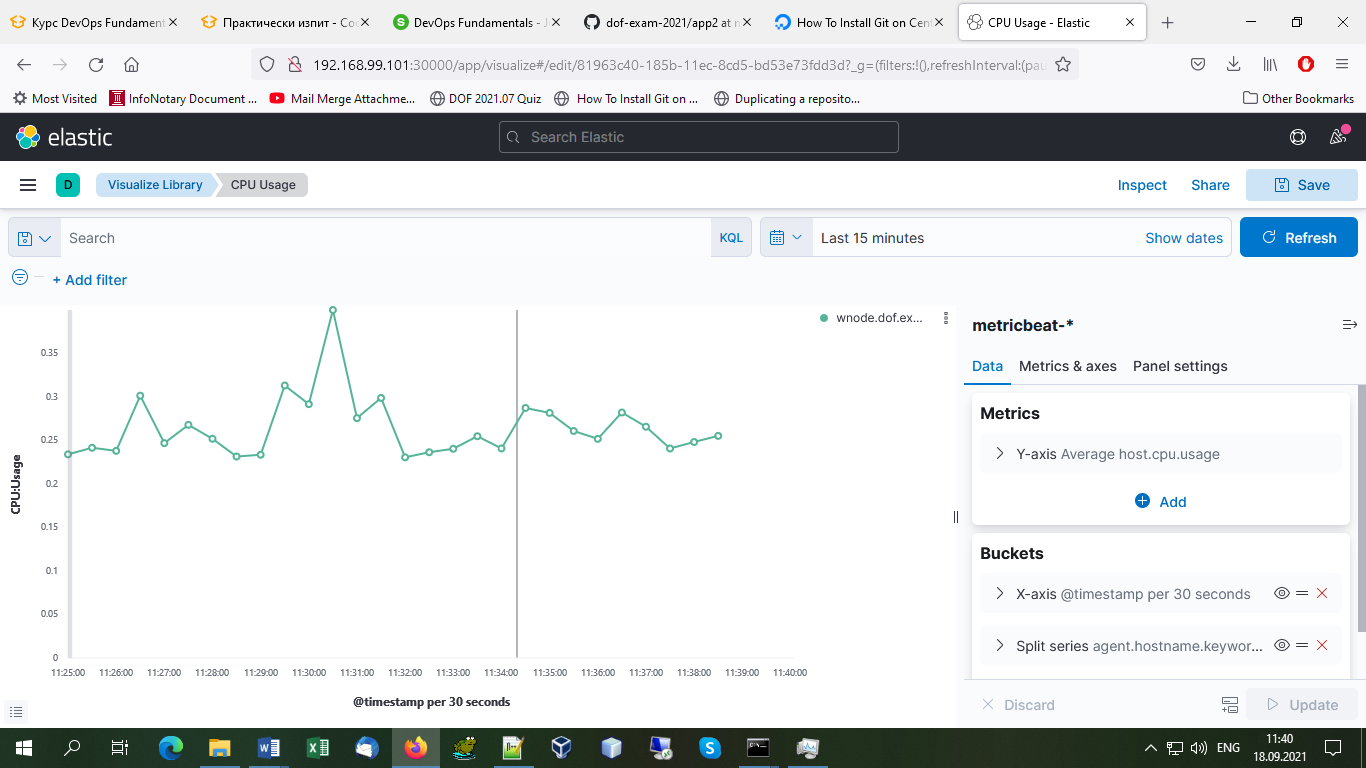 Курс DevOps Fundament
Практически изпит - Coo
DevOps Fundamentals - J
dof-exam-2021/app2 at m
How To Install Git on Cent
CPU Usage - Elastic
192.168.99.101:30000/app/visualize#/edit/81963c40-185b-11ec-8cd5-bd53e73fdd3d?_g=(filters:!(),refreshInterval:(pau
Most Visited
InfoNotary Document ...
Mail Merge Attachme...
DOF 2021.07 Quiz
How To Install Git on ...
Duplicating a reposito...
Other Bookmarks
elastic
Search Elastic
D
Visualize Library
CPU Usage
Inspect
Share
Save
Search
KQL
Last 15 minutes
Show dates
Refresh
+ Add filter
wnode.dof.ex...
0.35
0.3
0.25
0.2
0.15
0.1
0.05
0
CPU:Usage
11:25:00 11:26:00 11:27:00 11:28:00 11:29:00 11:30:00 11:31:00 11:32:00 11:33:00 11:34:00 11:35:00 11:36:00 11:37:00 11:38:00 11:39:00 11:40:00
@timestamp per 30 seconds
metricbeat-*
Data
Metrics & axes
Panel settings
Metrics
Y-axis Average host.cpu.usage
Add
Buckets
X-axis @timestamp per 30 seconds
Split series agent.hostname.keywor...
Discard
Update
ENG
11:40
18.09.2021